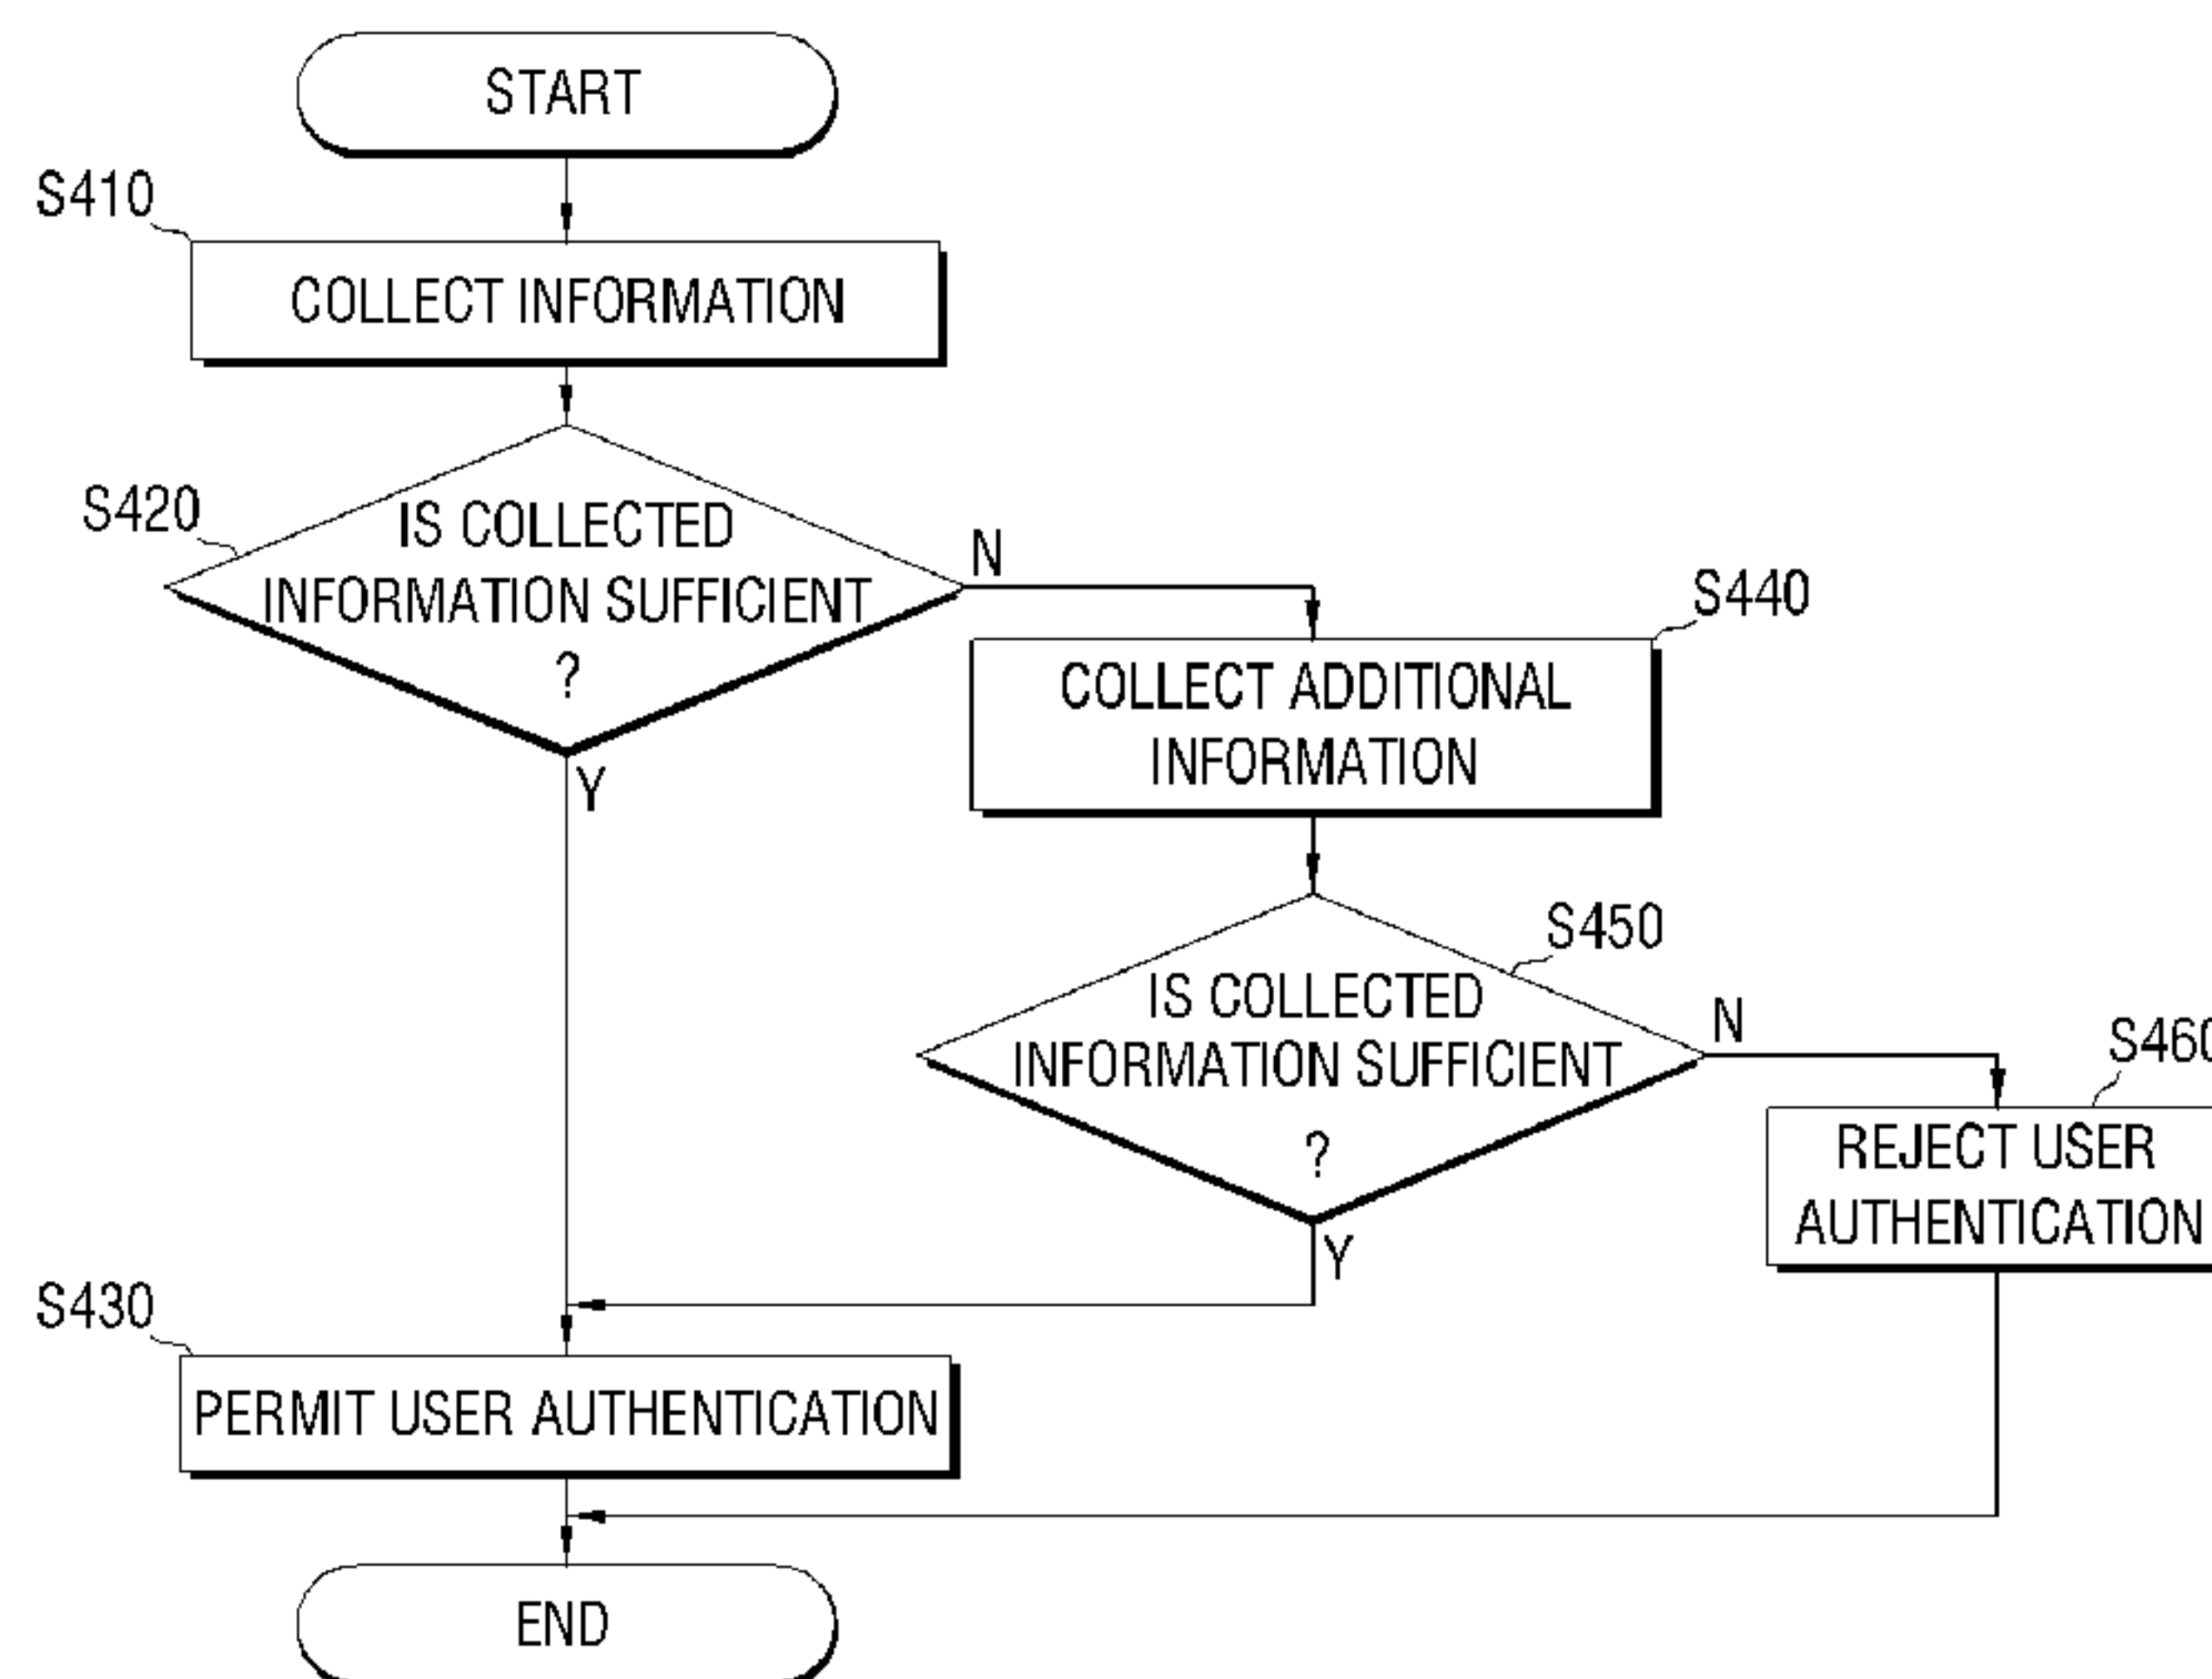 START
S410
COLLECT INFORMATION
S420
IS COLLECTED
INFORMATION SUFFICIENT
?
N
Y
S440
COLLECT ADDITIONAL
INFORMATION
S450
IS COLLECTED
INFORMATION SUFFICIENT
?
N
Y
S460
REJECT USER
AUTHENTICATION
S430
PERMIT USER AUTHENTICATION
END